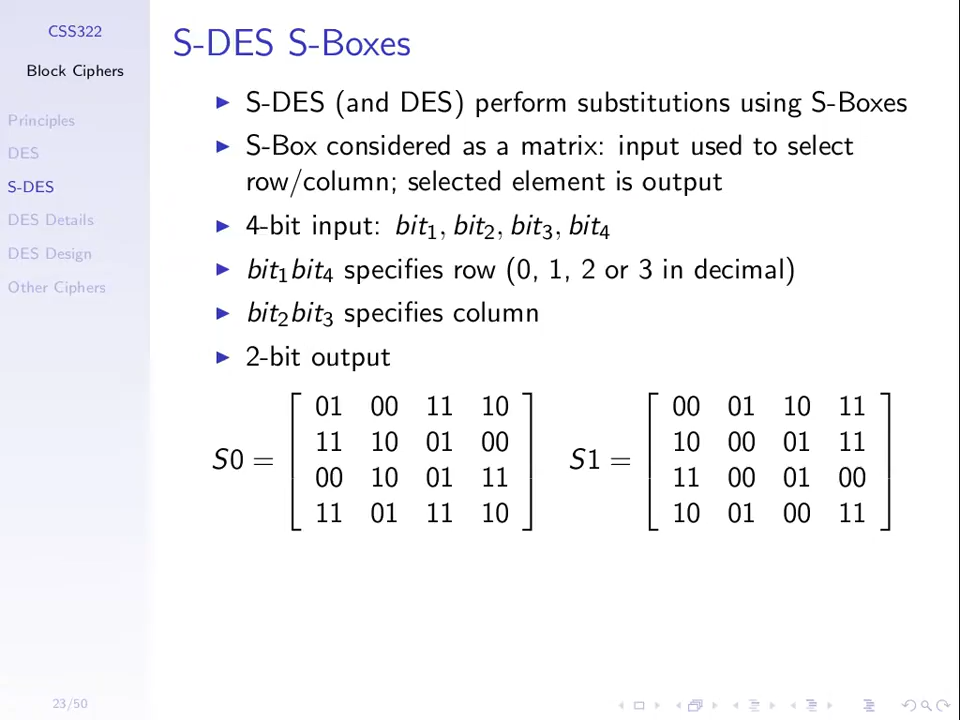 CSS322
Block Ciphers
Principles
DES
S-DES
DES Details
DES Design
Other Ciphers
23/50
S-DES S-Boxes
S-DES (and DES) perform substitutions using S-Boxes
S-Box considered as a matrix: input used to select
row/column; selected element is output
4-bit input: bit₁, bit₂, bit₃, bit₄
bit₁bit₄ specifies row (0, 1, 2 or 3 in decimal)
bit₂bit₃ specifies column
2-bit output
S0 =
01 00 11 10
11 10 01 00
00 10 01 11
11 01 11 10
S1 =
00 01 10 11
10 00 01 11
11 00 01 00
10 01 00 11